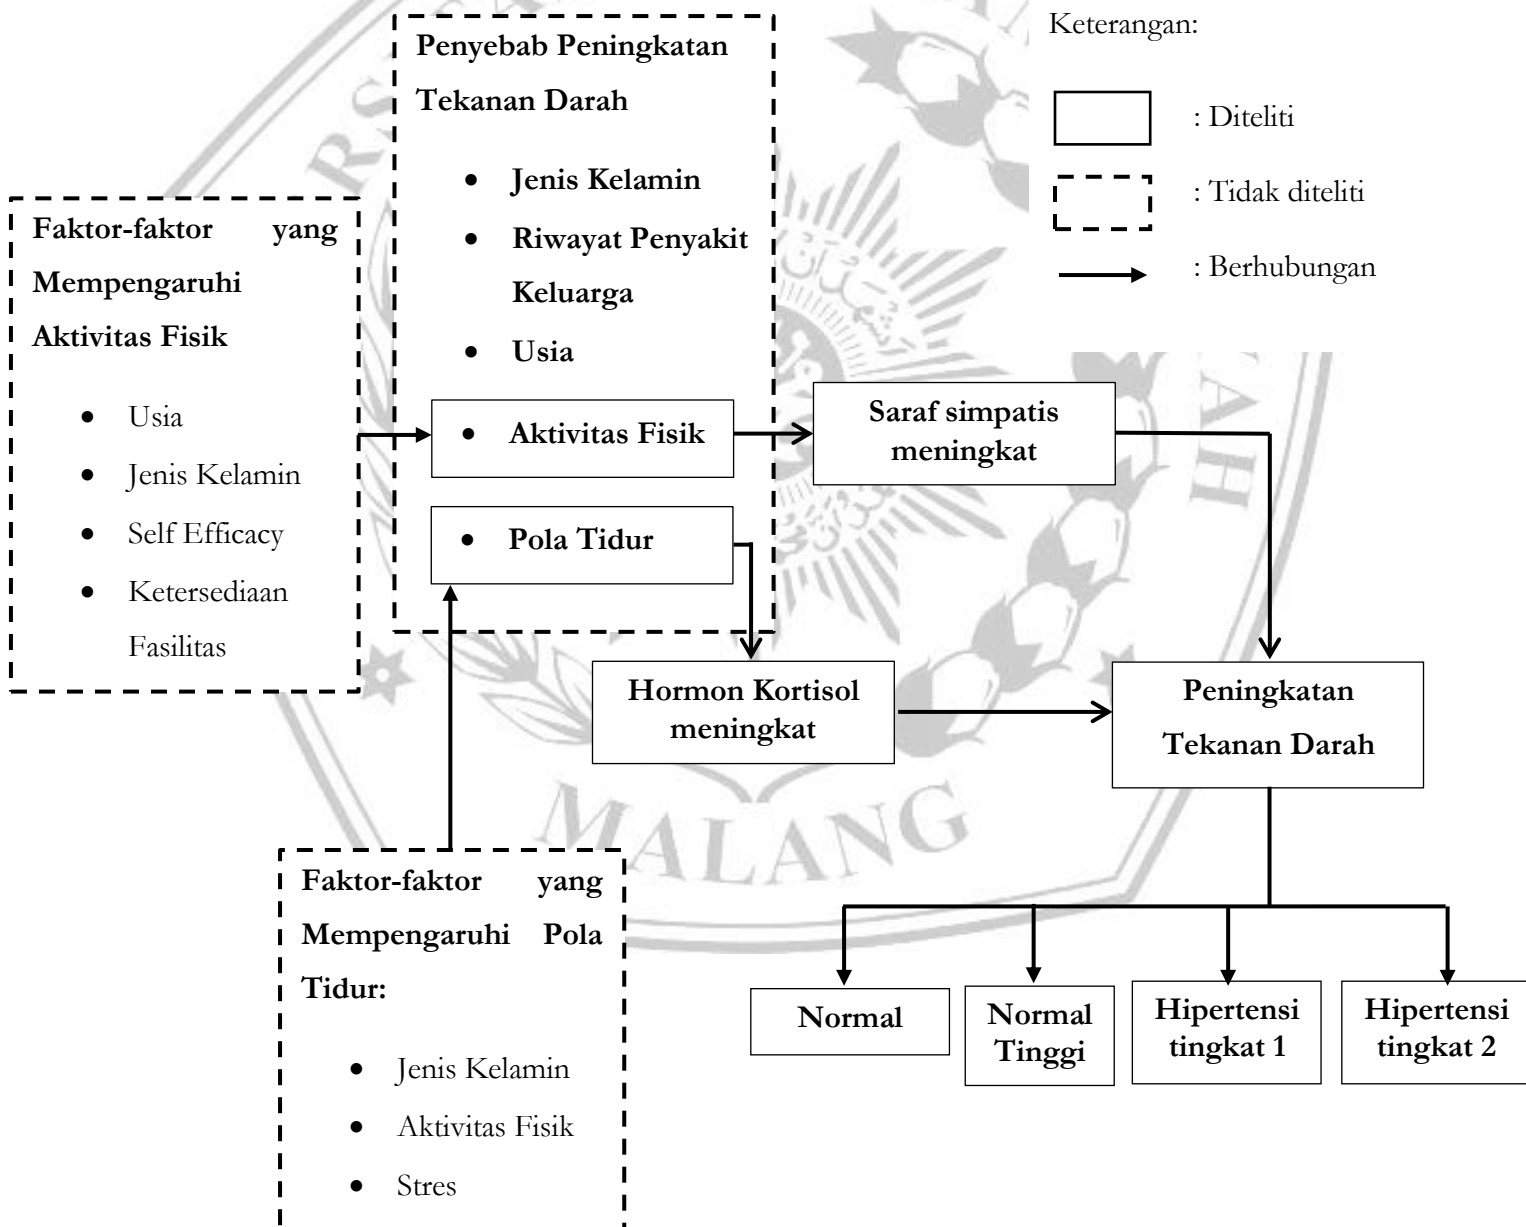 Keterangan:
: Diteliti
: Tidak diteliti
: Berhubungan
Penyebab Peningkatan
Tekanan Darah
• Jenis Kelamin
• Riwayat Penyakit
Keluarga
• Usia
• Aktivitas Fisik
• Pola Tidur
Faktor-faktor yang
Mempengaruhi
Aktivitas Fisik
• Usia
• Jenis Kelamin
• Self Efficacy
• Ketersediaan
Fasilitas
Saraf simpatis
meningkat
Hormon Kortisol
meningkat
Peningkatan
Tekanan Darah
Faktor-faktor yang
Mempengaruhi Pola
Tidur:
• Jenis Kelamin
• Aktivitas Fisik
• Stres
Normal
Normal
Tinggi
Hipertensi
tingkat 1
Hipertensi
tingkat 2
MALANG